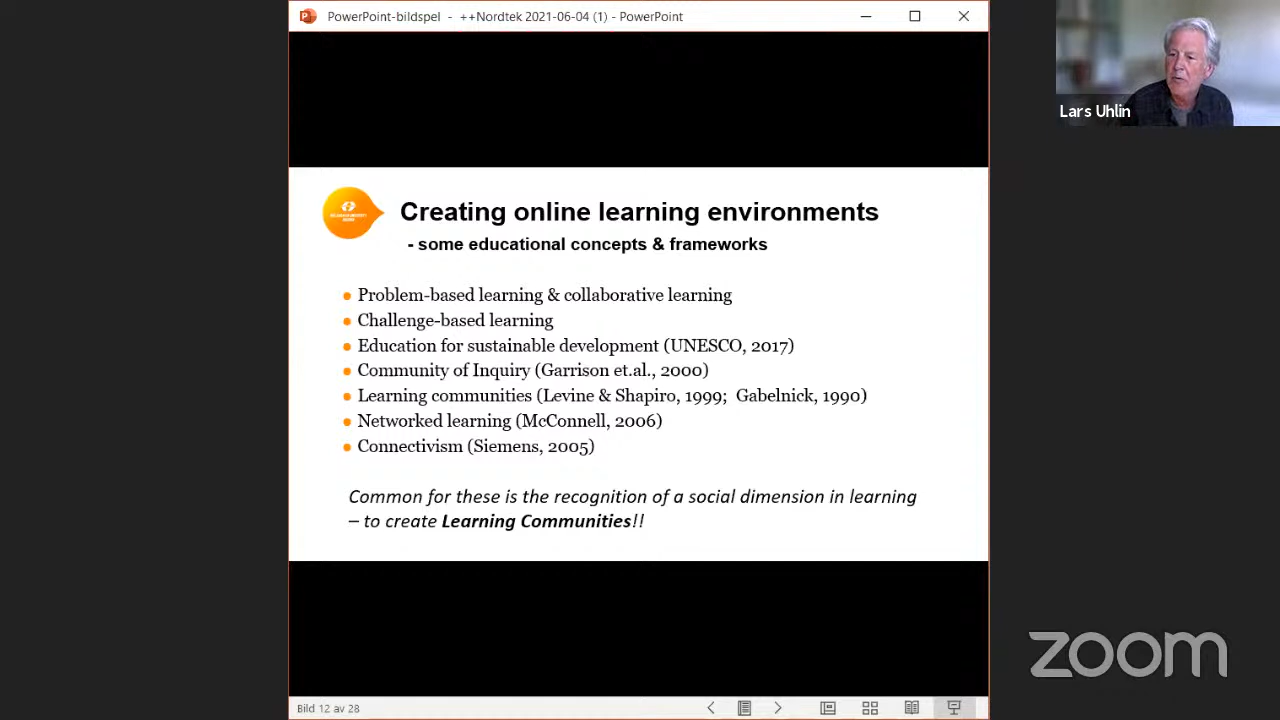 PowerPoint-bildspel - ++Nordtek 2021-06-04 (1) - PowerPoint
Lars Uhlin
Creating online learning environments
- some educational concepts & frameworks
Problem-based learning & collaborative learning
Challenge-based learning
Education for sustainable development (UNESCO, 2017)
Community of Inquiry (Garrison et.al., 2000)
Learning communities (Levine & Shapiro, 1999; Gabelnick, 1990)
Networked learning (McConnell, 2006)
Connectivism (Siemens, 2005)
Common for these is the recognition of a social dimension in learning
– to create Learning Communities!!
zoom
Bild 12 av 28